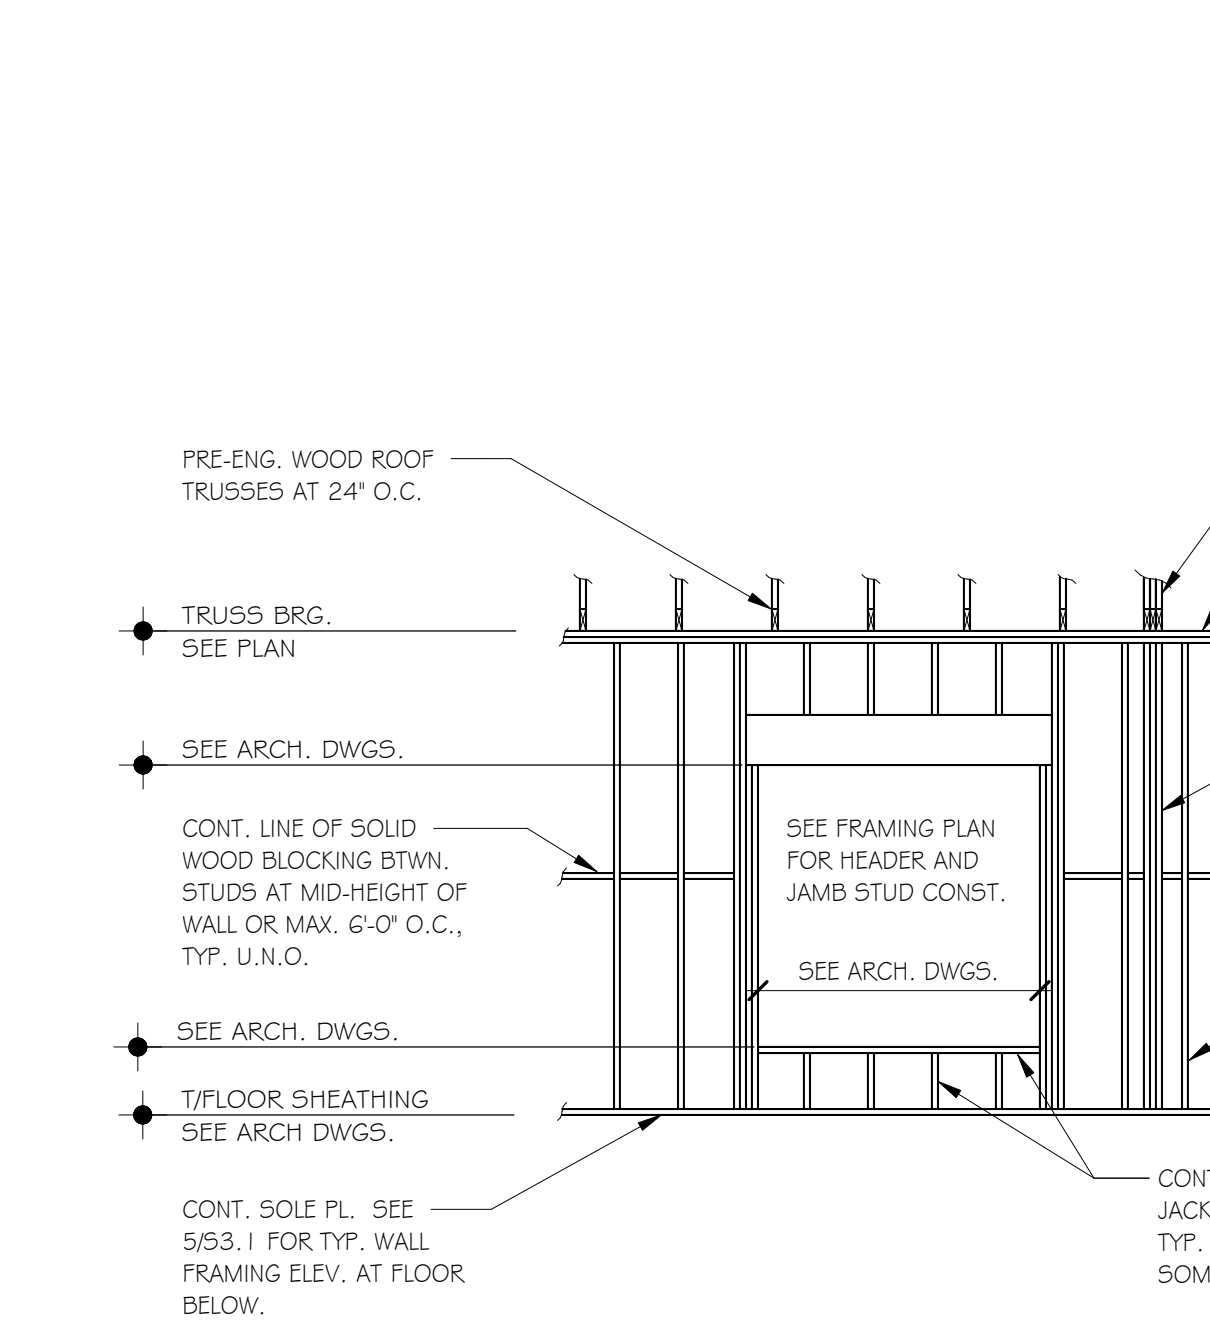 PRE-ENG. WOOD ROOF
TRUSSES AT 24" O.C.
TRUSS BRG.
SEE PLAN
SEE ARCH. DWGS.
CONT. LINE OF SOLID
WOOD BLOCKING BTWN.
STUDS AT MID-HEIGHT OF
WALL OR MAX. 6'-0" O.C.,
TYP. U.N.O.
SEE FRAMING PLAN
FOR HEADER AND
JAMB STUD CONST.
SEE ARCH. DWGS.
SEE ARCH. DWGS.
T/FLOOR SHEATHING
SEE ARCH DWGS.
CONT. SOLE PL. SEE
5/S3.1 FOR TYP. WALL
FRAMING ELEV. AT FLOOR
BELOW.
JACK
TYP.